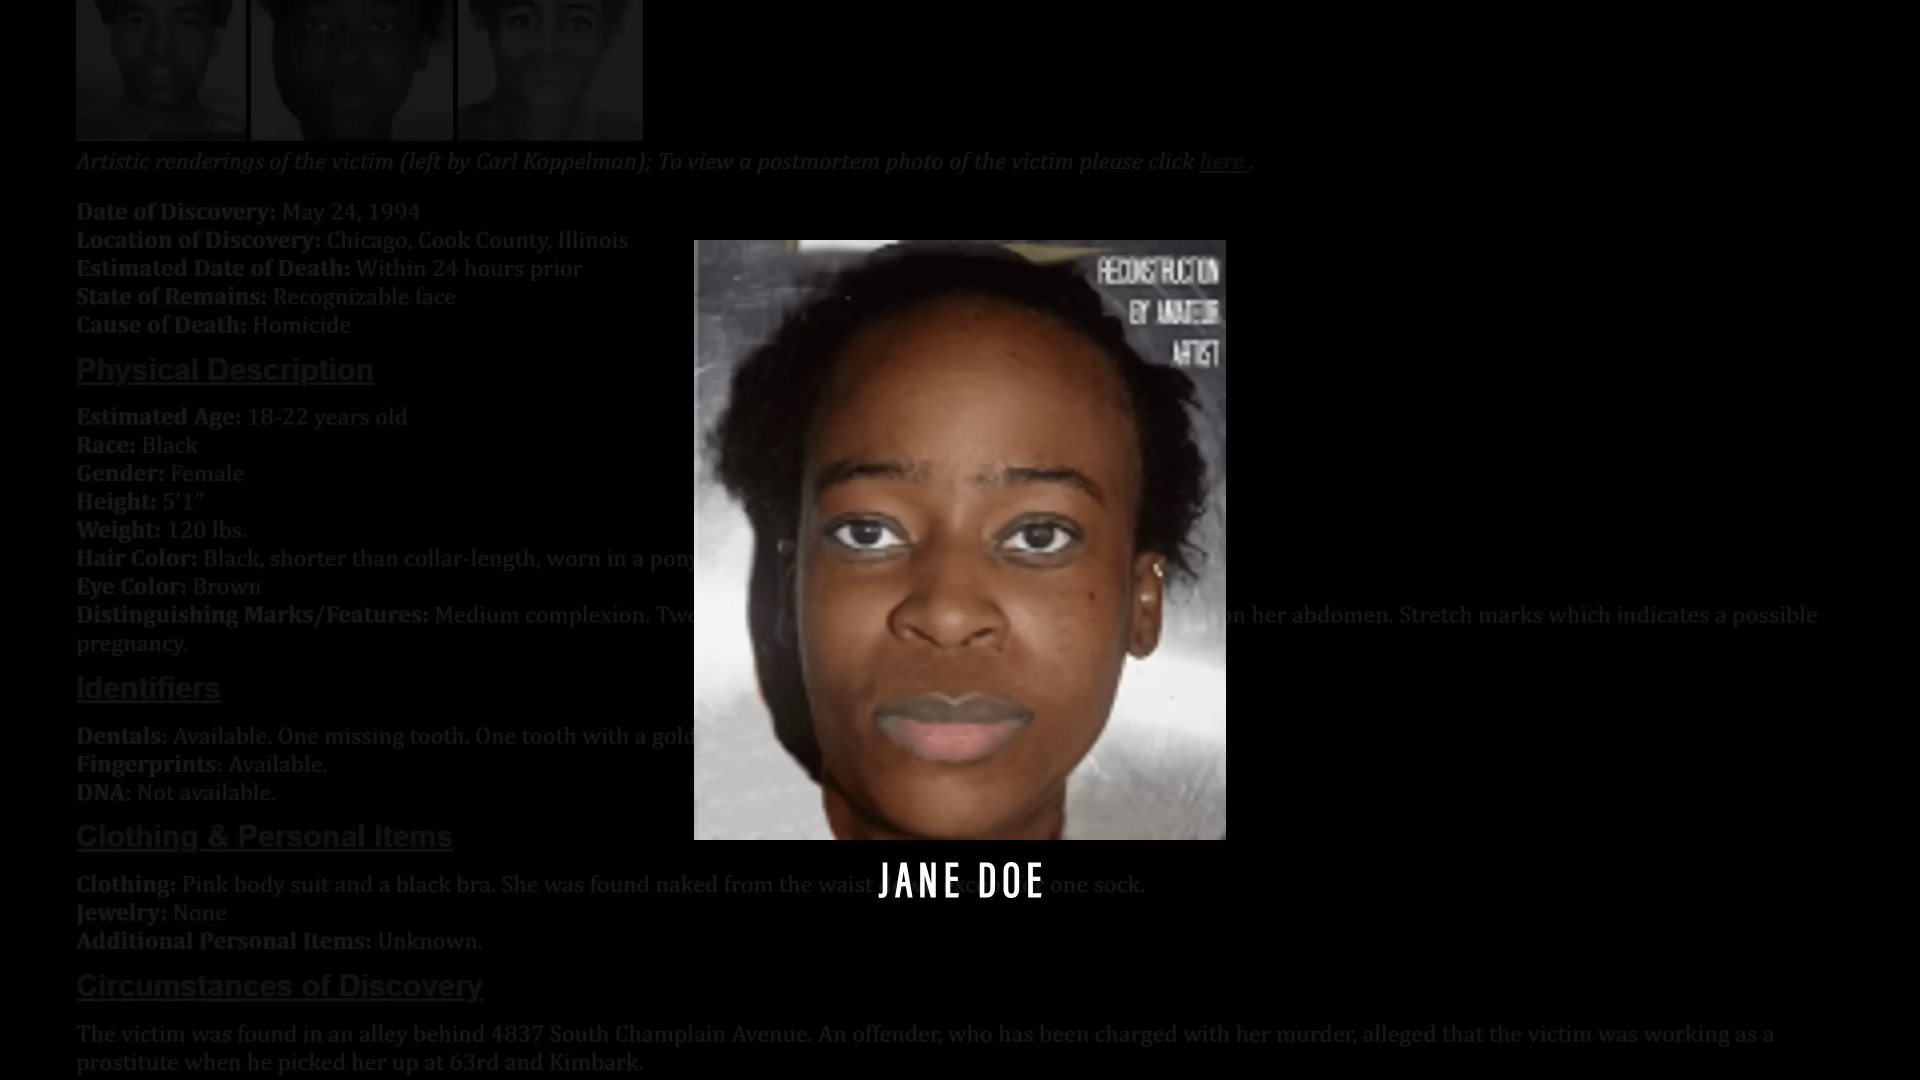 Artistic renderings of the victim (left by Carl Koppelman); To view a postmortem photo of the victim please click here .
Date of Discovery: May 24, 1994
Location of Discovery: Chicago, Cook County, Illinois
Estimated Date of Death: Within 24 hours prior
State of Remains: Recognizable face
Cause of Death: Homicide
Physical Description
Estimated Age: 18-22 years old
Race: Black
Gender: Female
Height: 5'1"
Weight: 120 lbs.
Hair Color: Black, shorter than collar-length, worn in a
Eye Color: Brown
Distinguishing Marks/Features: Medium complexion. on her abdomen. Stretch marks which indicates a possible
pregnancy.
Identifiers
Dentals: Available. One missing tooth. One tooth with a gold
Fingerprints: Available.
DNA: Not available.
Clothing & Personal Items
Clothing: Pink body suit and a black bra. She was found naked from the waist one sock.
Jewelry: None
Additional Personal Items: Unknown.
Circumstances of Discovery
The victim was found in an alley behind 4837 South Champlain Avenue. An offender, who has been charged with her murder, alleged that the victim was working as a
prostitute when he picked her up at 63rd and Kimbark.
RECONSTRUCTION
BY AMATEUR
ARTIST
JANE DOE